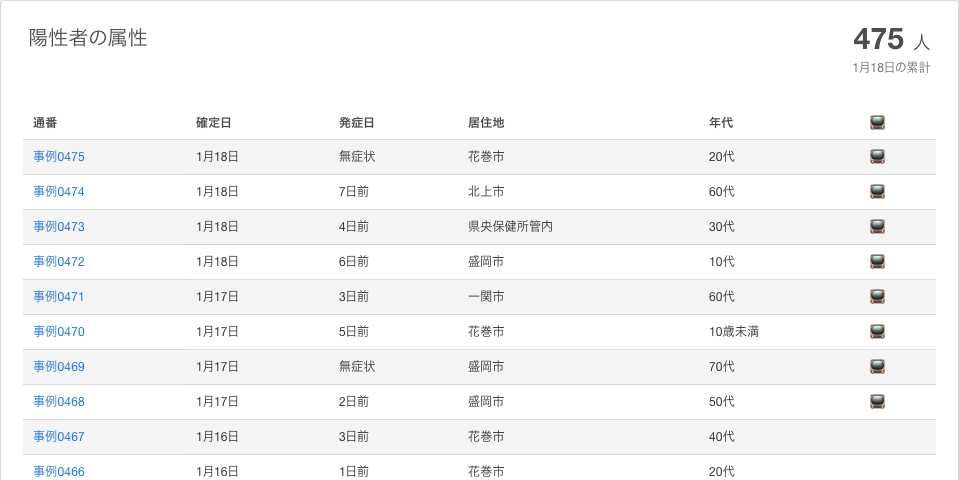 陽性者の属性
475 人
1月18日の累計
通番 確定日 発症日 居住地 年代
事例0475 1月18日 無症状 花巻市 20代
事例0474 1月18日 7日前 北上市 60代
事例0473 1月18日 4日前 県央保健所管内 30代
事例0472 1月18日 6日前 盛岡市 10代
事例0471 1月17日 3日前 一関市 60代
事例0470 1月17日 5日前 花巻市 10歳未満
事例0469 1月17日 無症状 盛岡市 70代
事例0468 1月17日 2日前 盛岡市 50代
事例0467 1月16日 3日前 花巻市 40代
事例0466 1月16日 1日前 花巻市 20代